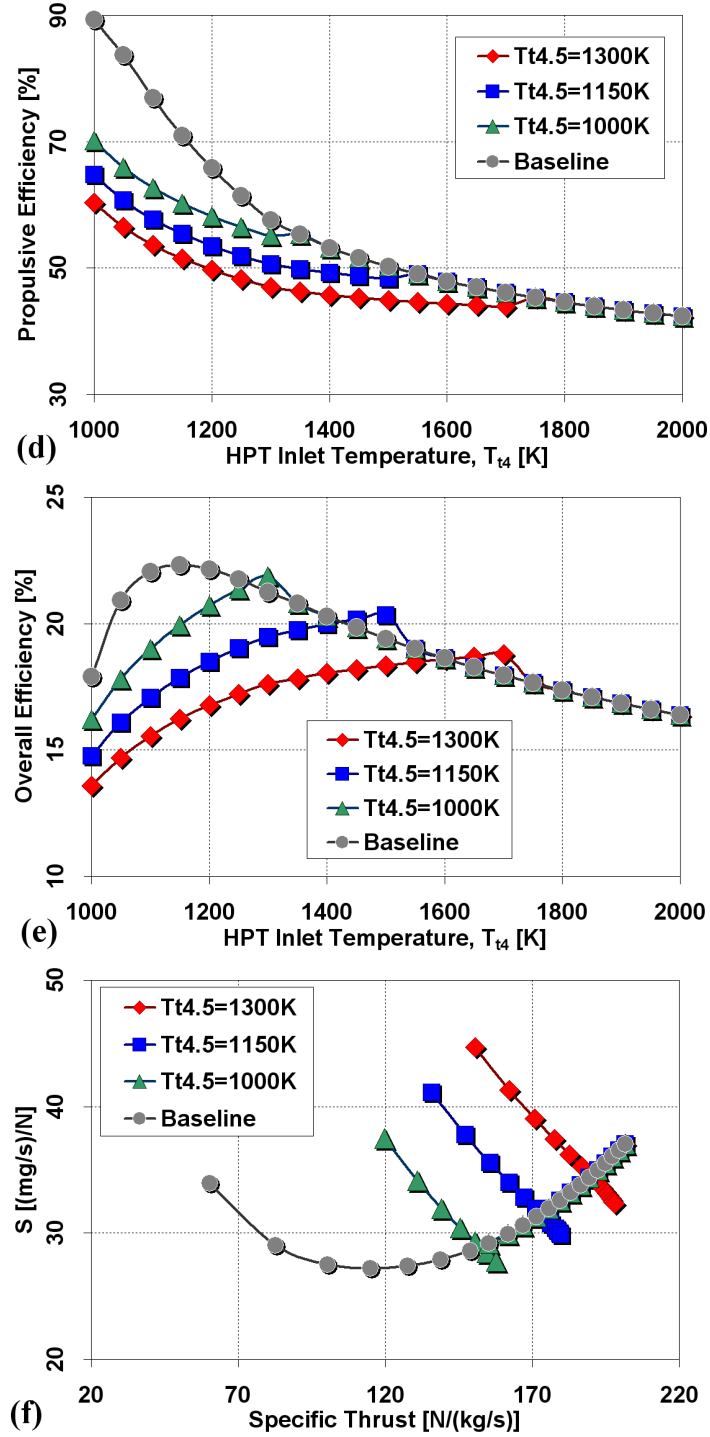 90
70
50
30
Propulsive Efficiency [%]
Tt4.5=1300K
Tt4.5=1150K
Tt4.5=1000K
Baseline
1000 1200 1400 1600 1800 2000
(d)
HPT Inlet Temperature, Tt4 [K]
25
20
15
10
Overall Efficiency [%]
Tt4.5=1300K
Tt4.5=1150K
Tt4.5=1000K
Baseline
1000 1200 1400 1600 1800 2000
(e)
HPT Inlet Temperature, Tt4 [K]
50
40
30
20
S [(mg/s)/N]
Tt4.5=1300K
Tt4.5=1150K
Tt4.5=1000K
Baseline
20 70 120 170 220
(f)
Specific Thrust [N/(kg/s)]